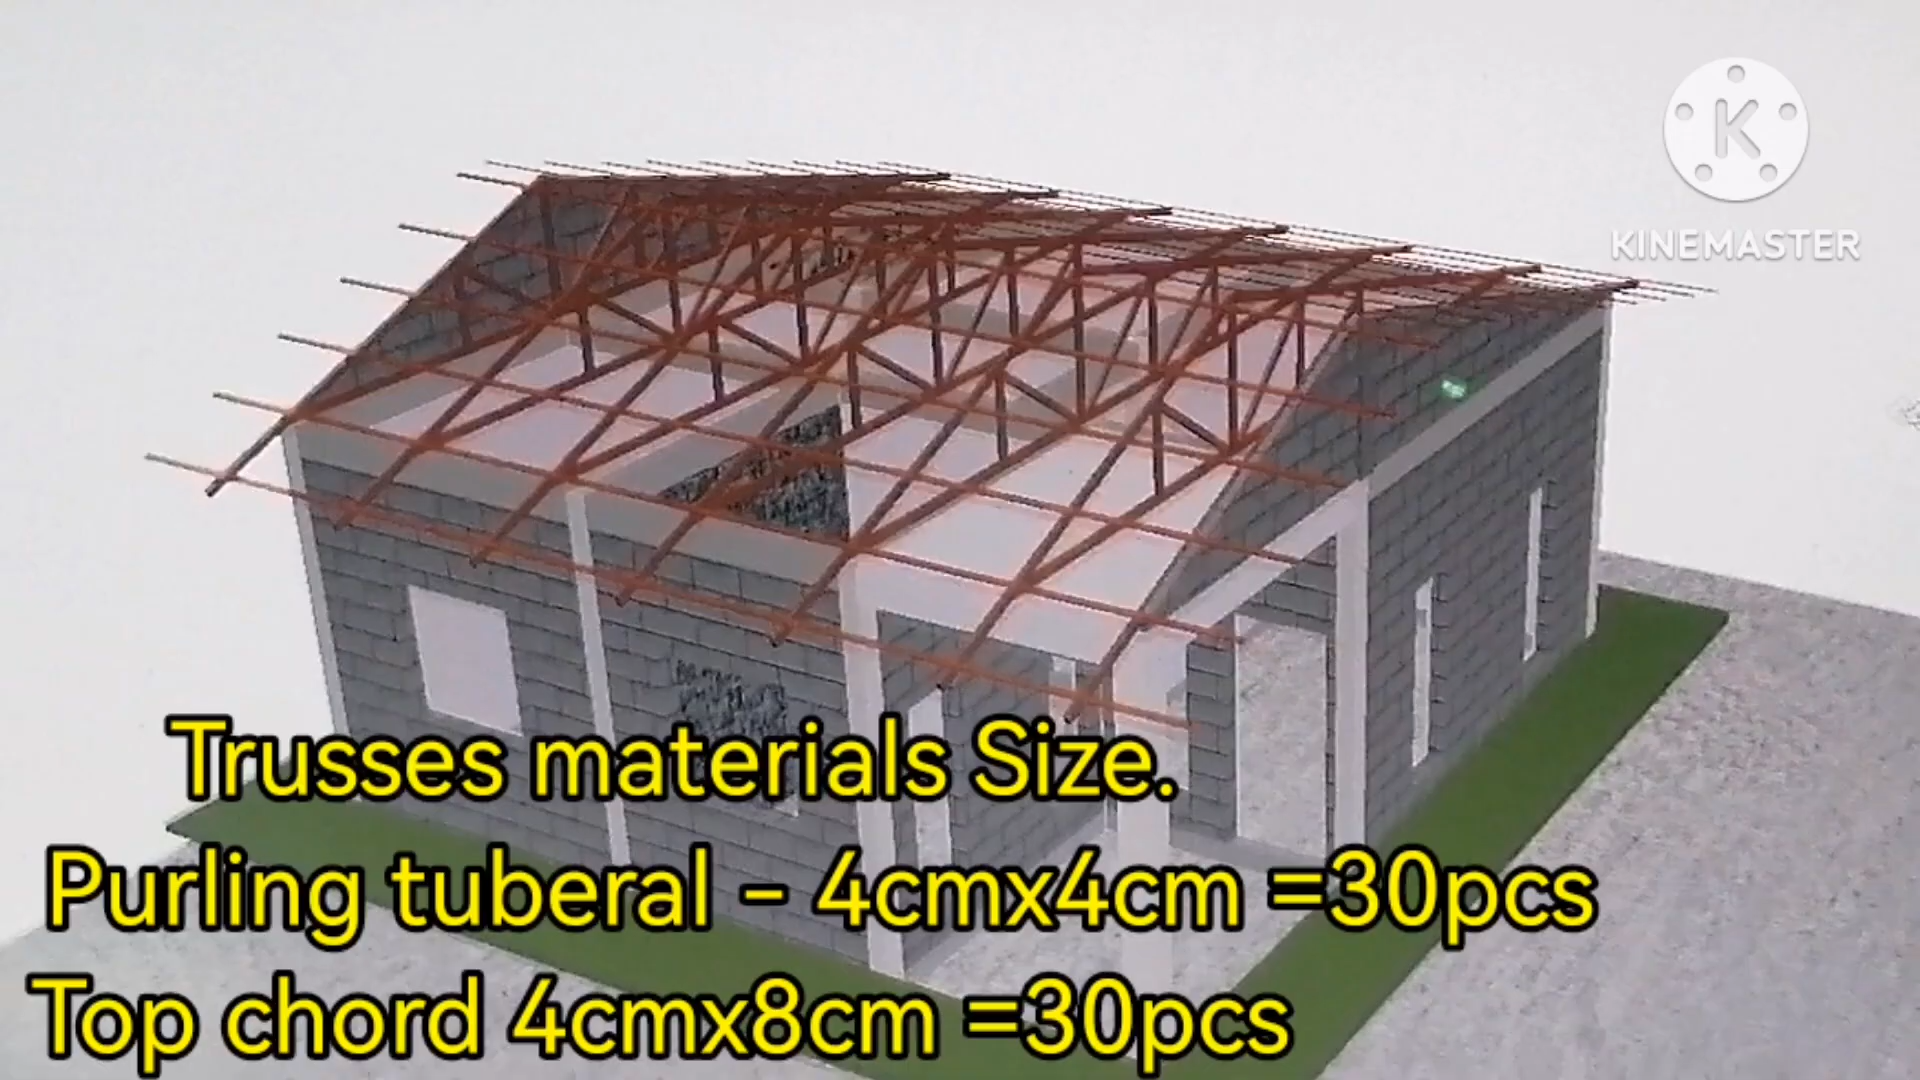 K
KINEMASTER
Trusses materials Size.
Purling tuberal - 4cmx4cm =30pcs
Top chord 4cmx8cm =30pcs